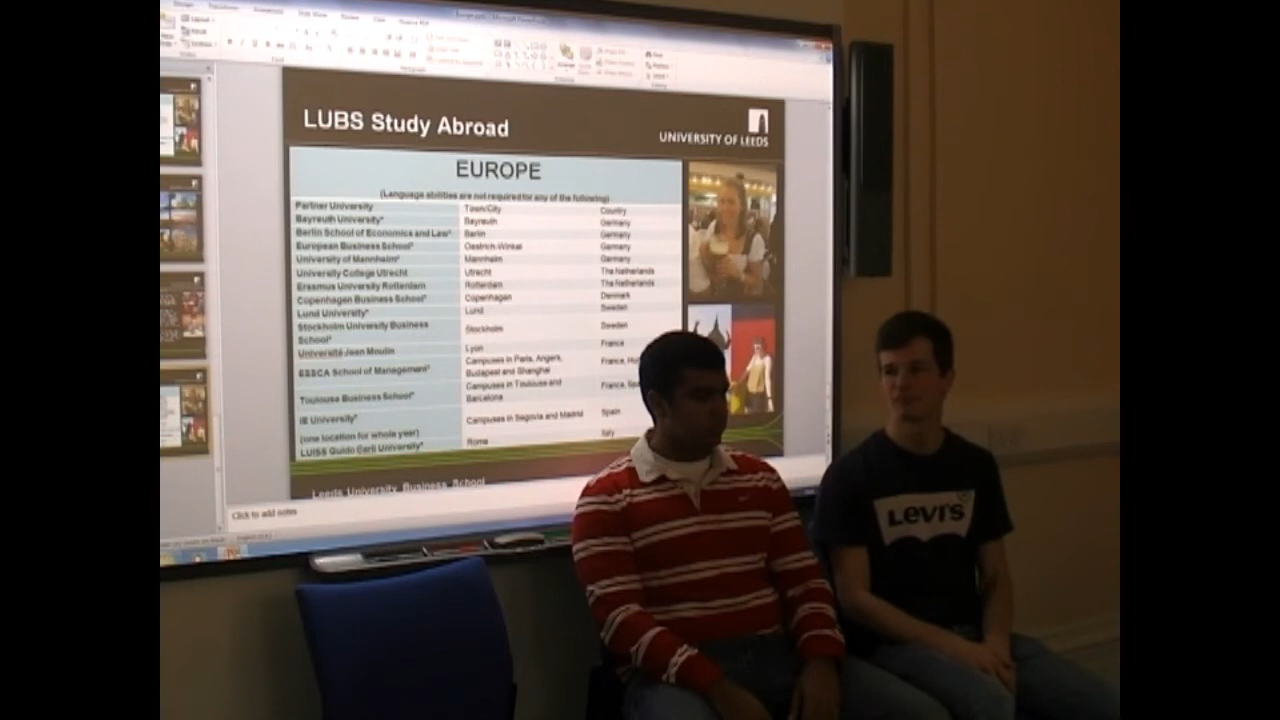 LUBS Study Abroad
UNIVERSITY OF LEEDS
EUROPE
(Language abilities are not required for any of the following)
Partner University Town/City Country
Bayreuth University* Bayreuth Germany
Berlin School of Economics and Law* Berlin Germany
European Business School* Oestrich-Winkel Germany
University of Mannheim* Mannheim Germany
University College Utrecht Utrecht The Netherlands
Erasmus University Rotterdam Rotterdam The Netherlands
Copenhagen Business School* Copenhagen Denmark
Lund University* Lund Sweden
Stockholm University Business School* Stockholm Sweden
Université Jean Moulin Lyon France
ESSCA School of Management* Campuses in Paris, Angers, Budapest and Shanghai France,
Toulouse Business School* Campuses in Toulouse and Barcelona France,
IE University* Campuses in Segovia and Madrid Spain
(one location for whole year)
LUISS Guido Carli University* Rome Italy
Leeds University Business School
Click to add notes
LEVI'S